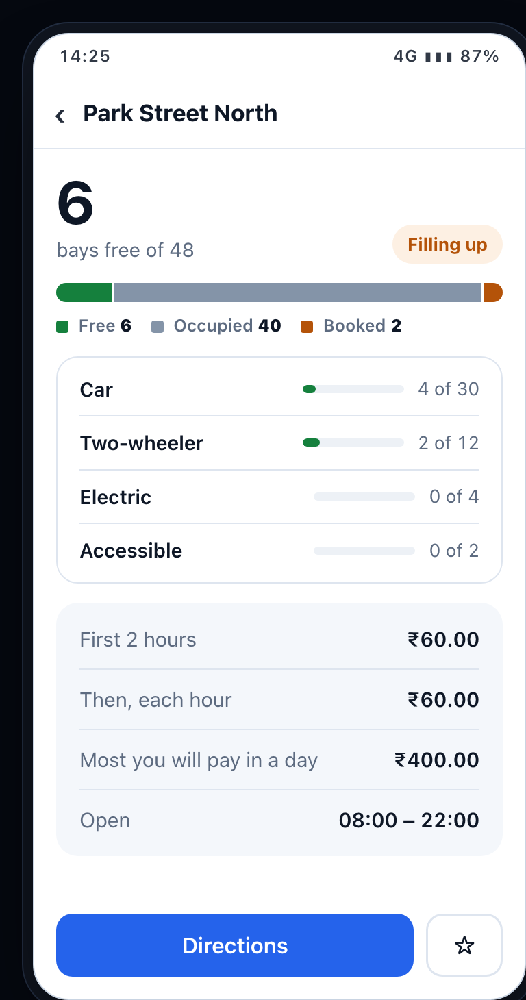 14:25 4G 87%
‹ Park Street North
6
bays free of 48
Filling up
Free 6 Occupied 40 Booked 2
Car 4 of 30
Two-wheeler 2 of 12
Electric 0 of 4
Accessible 0 of 2
First 2 hours ₹60.00
Then, each hour ₹60.00
Most you will pay in a day ₹400.00
Open 08:00 – 22:00
Directions ☆